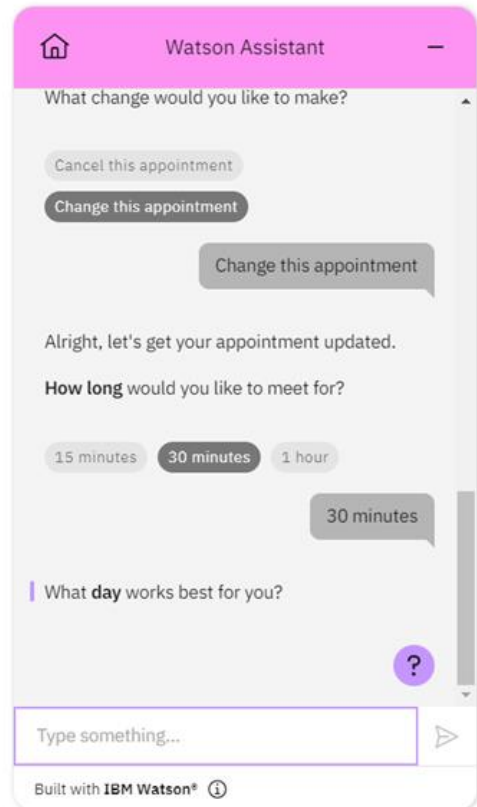 Watson Assistant
What change would you like to make?
Cancel this appointment
Change this appointment
Change this appointment
Alright, let's get your appointment updated.
How long would you like to meet for?
15 minutes 30 minutes 1 hour
30 minutes
What day works best for you?
?
Type something...
Built with IBM Watson®